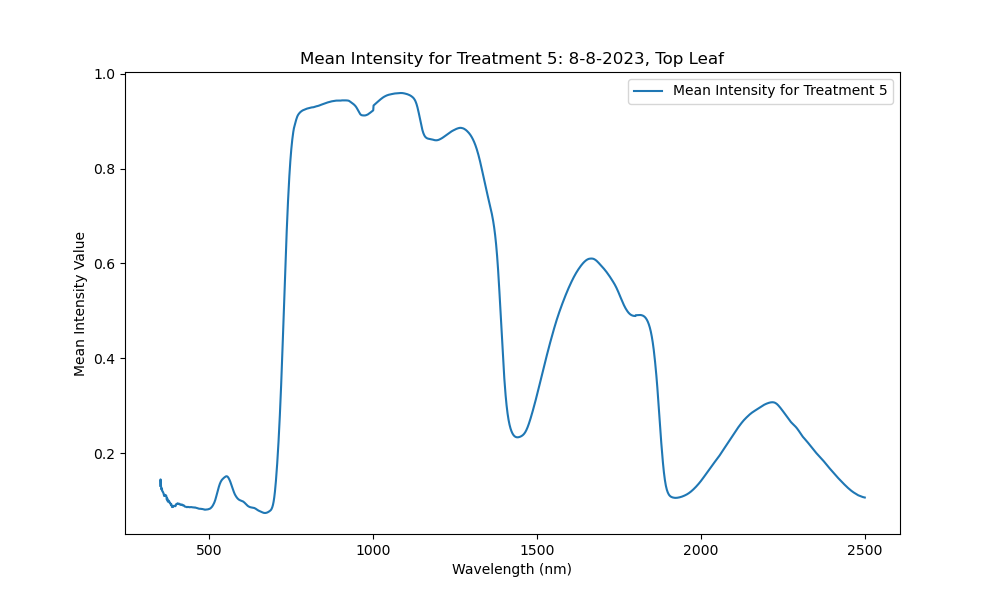 Mean Intensity for Treatment 5: 8-8-2023, Top Leaf
Mean Intensity for Treatment 5
1.0
0.8
0.6
0.4
0.2
Mean Intensity Value
500 1000 1500 2000 2500
Wavelength (nm)